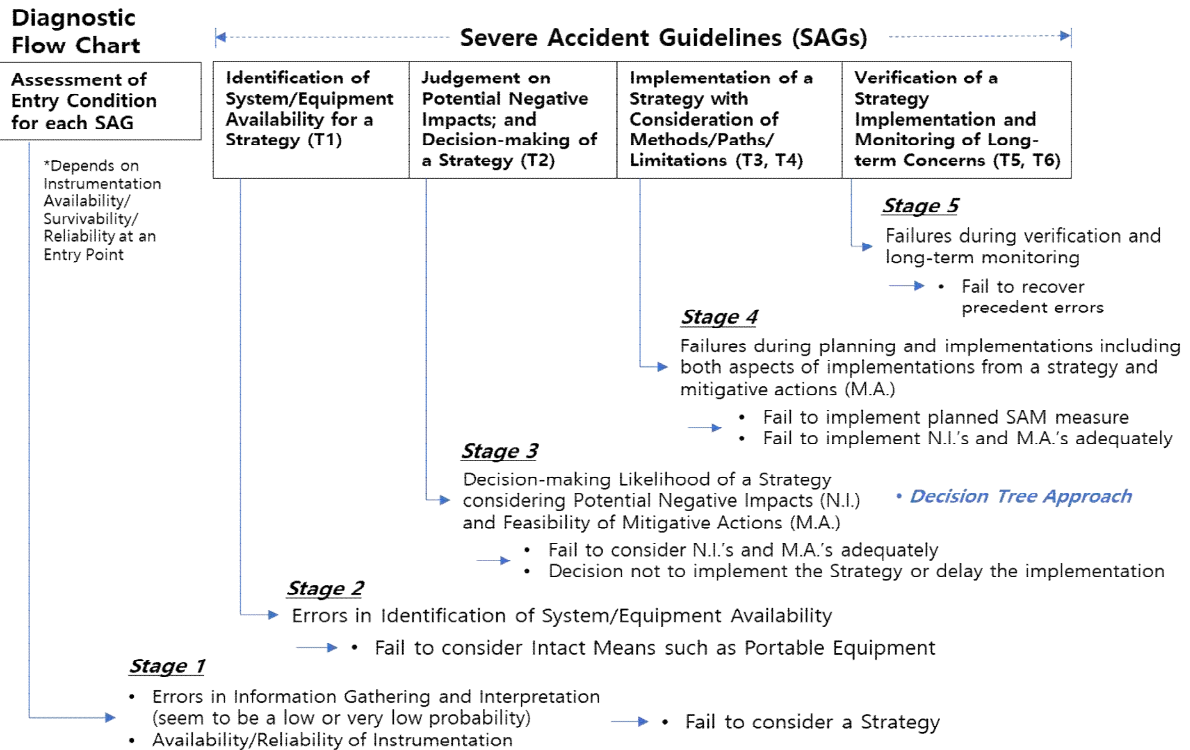 Diagnostic
Flow Chart
Severe Accident Guidelines (SAGs)
Assessment of
Entry Condition
for each SAG
Identification of
System/Equipment
Availability for a
Strategy (T1)
Judgement on
Potential Negative
Impacts; and
Decision-making of
a Strategy (T2)
Implementation of a
Strategy with
Consideration of
Methods/Paths/
Limitations (T3, T4)
Verification of a
Strategy
Implementation and
Monitoring of Long-
term Concerns (T5, T6)
*Depends on
Instrumentation
Availability/
Survivability/
Reliability at an
Entry Point
Stage 5
Failures during verification and
long-term monitoring
• Fail to recover
precedent errors
Stage 4
Failures during planning and implementations including
both aspects of implementations from a strategy and
mitigative actions (M.A.)
• Fail to implement planned SAM measure
• Fail to implement N.I.'s and M.A.'s adequately
Stage 3
Decision-making Likelihood of a Strategy
considering Potential Negative Impacts (N.I.)
and Feasibility of Mitigative Actions (M.A.)
• Decision Tree Approach
• Fail to consider N.I.'s and M.A.'s adequately
• Decision not to implement the Strategy or delay the implementation
Stage 2
Errors in Identification of System/Equipment Availability
• Fail to consider Intact Means such as Portable Equipment
Stage 1
• Errors in Information Gathering and Interpretation
(seem to be a low or very low probability)
• Availability/Reliability of Instrumentation
• Fail to consider a Strategy